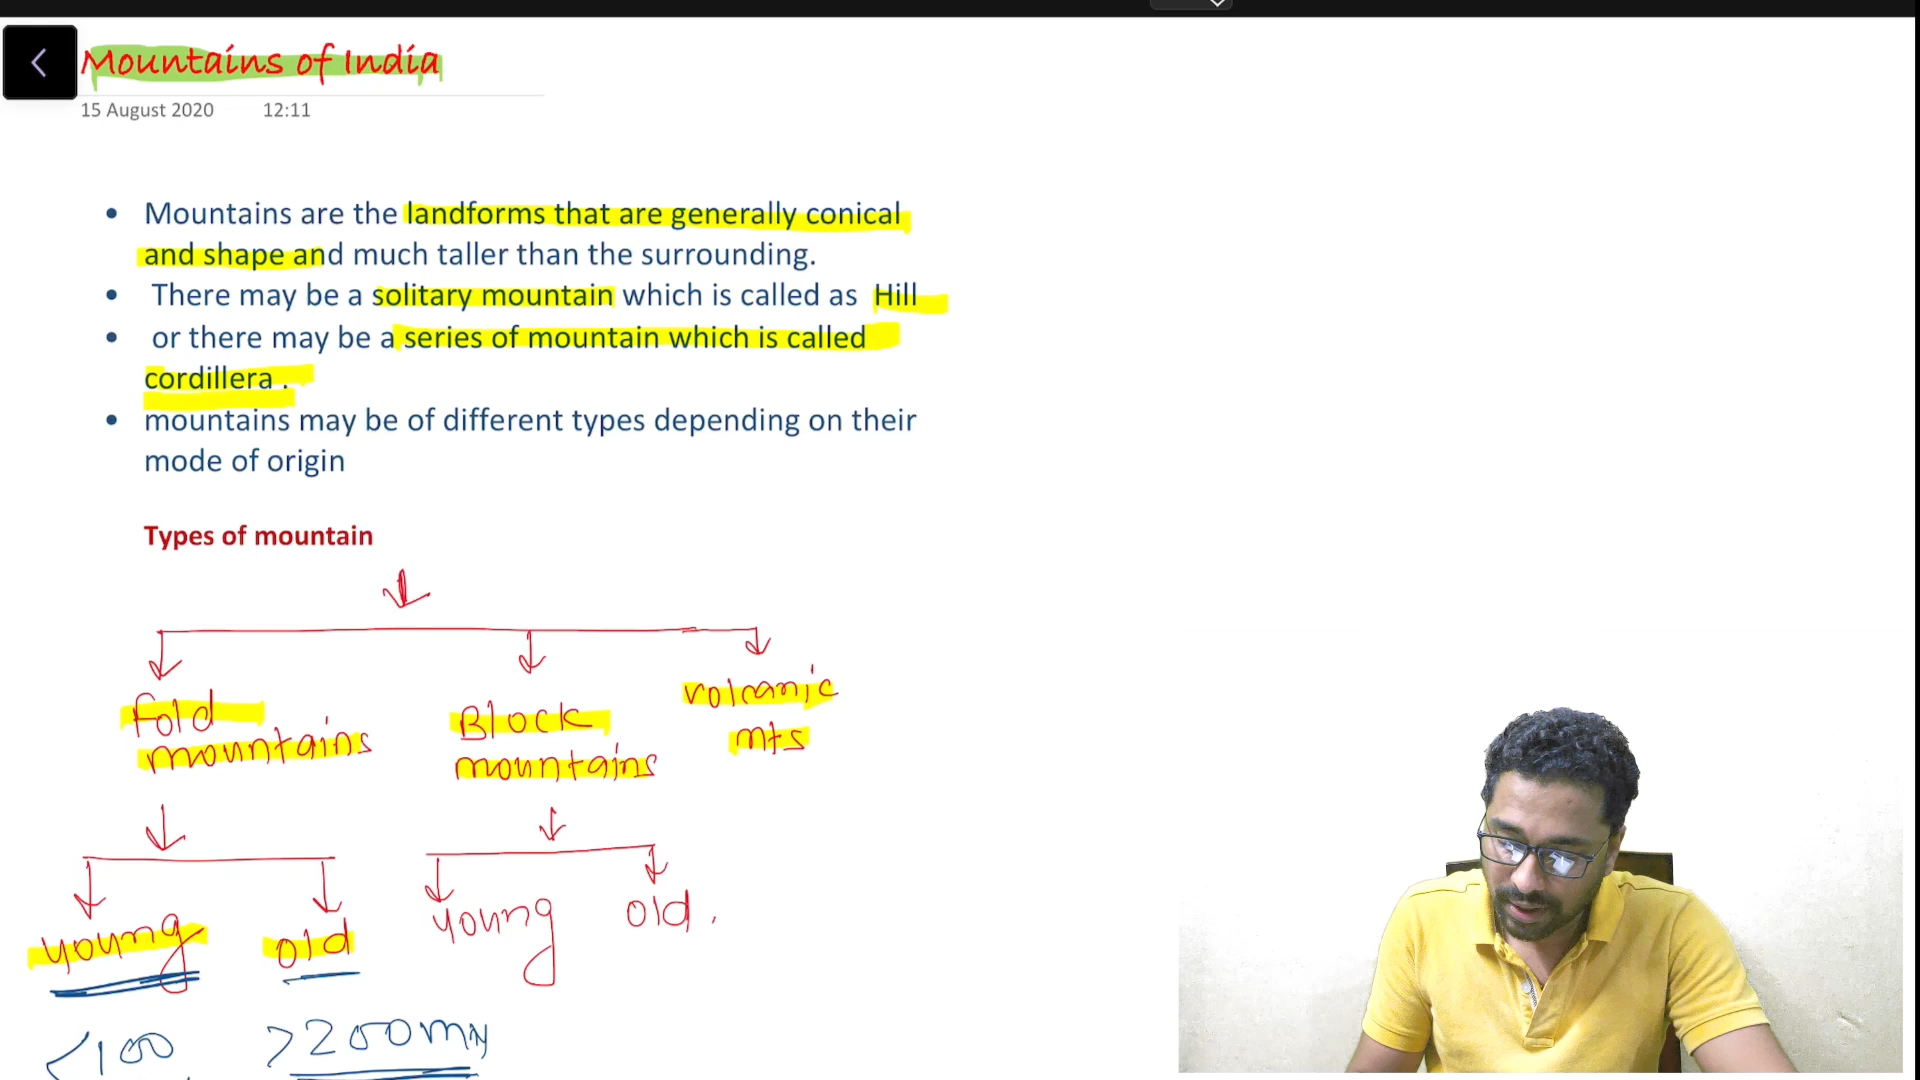 Mountains of India
15 August 2020 12:11
• Mountains are the landforms that are generally conical
and shape and much taller than the surrounding.
• There may be a solitary mountain which is called as Hill
• or there may be a series of mountain which is called
cordillera .
• mountains may be of different types depending on their
mode of origin
Types of mountain
Fold
mountains
Block
mountains
volcanic
mts
young
old
young
old .
<100
>200my